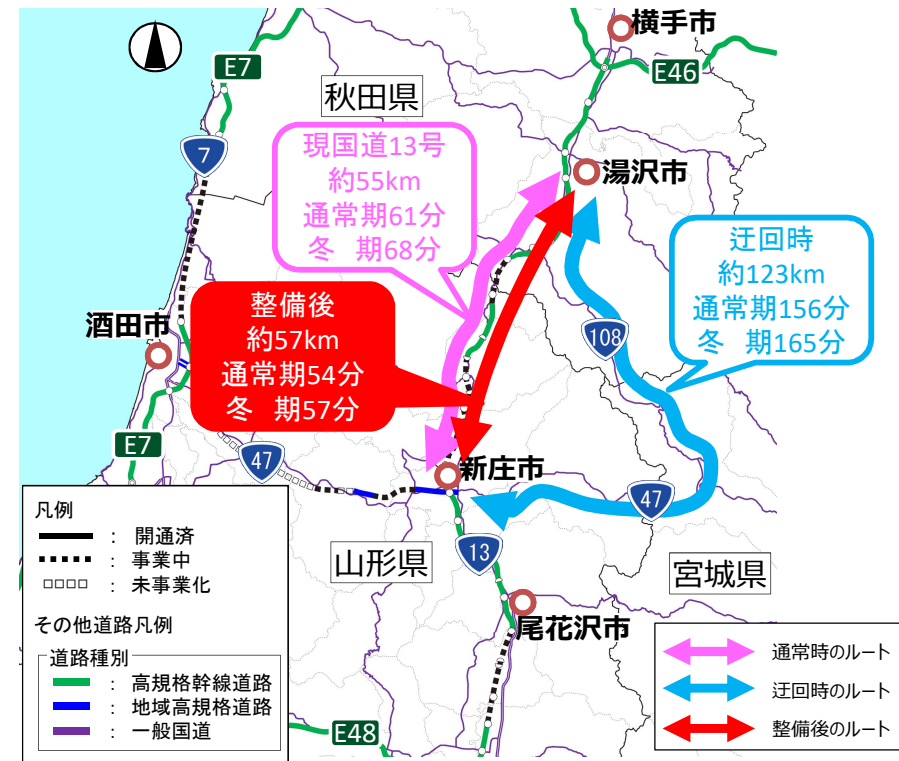 横手市
E7
E46
秋田県
現国道13号
約55km
通常期61分
冬　期68分
7
湯沢市
迂回時
約123km
通常期156分
冬　期165分
整備後
約57km
通常期54分
冬　期57分
酒田市
108
E7
47
新庄市
47
山形県
13
宮城県
尾花沢市
E48
凡例
： 開通済
： 事業中
： 未事業化
その他道路凡例
道路種別
： 高規格幹線道路
： 地域高規格道路
： 一般国道
通常時のルート
迂回時のルート
整備後のルート